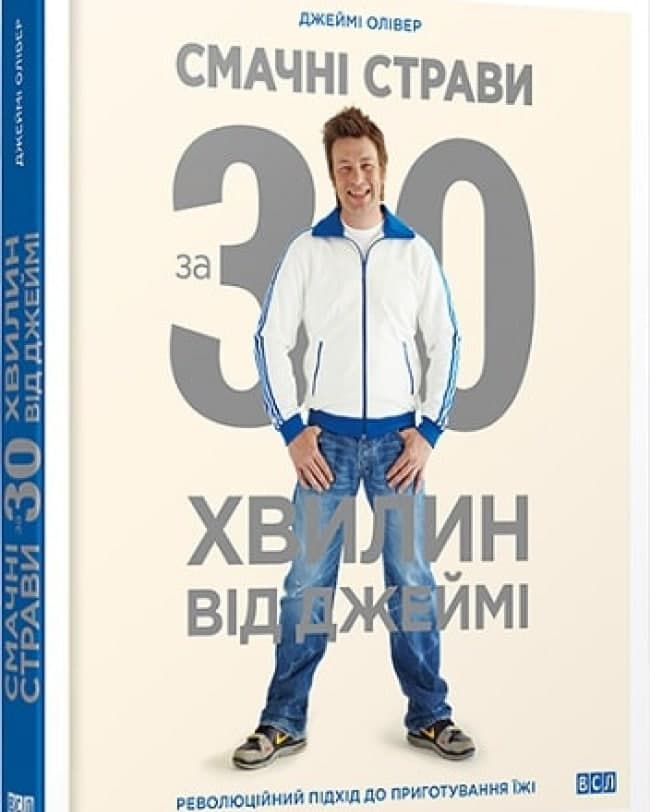 ДЖЕЙМІ ОЛІВЕР
СМАЧНІ СТРАВИ
за 30
ХВИЛИН
ВІД ДЖЕЙМІ
РЕВОЛЮЦІЙНИЙ ПІДХІД ДО ПРИГОТУВАННЯ ЇЖІ
ВСЛ
ДЖЕЙМІ ОЛІВЕР
СМАЧНІ
СТРАВИ
за 30
ХВИЛИН
ВІД ДЖЕЙМІ
ВСЛ